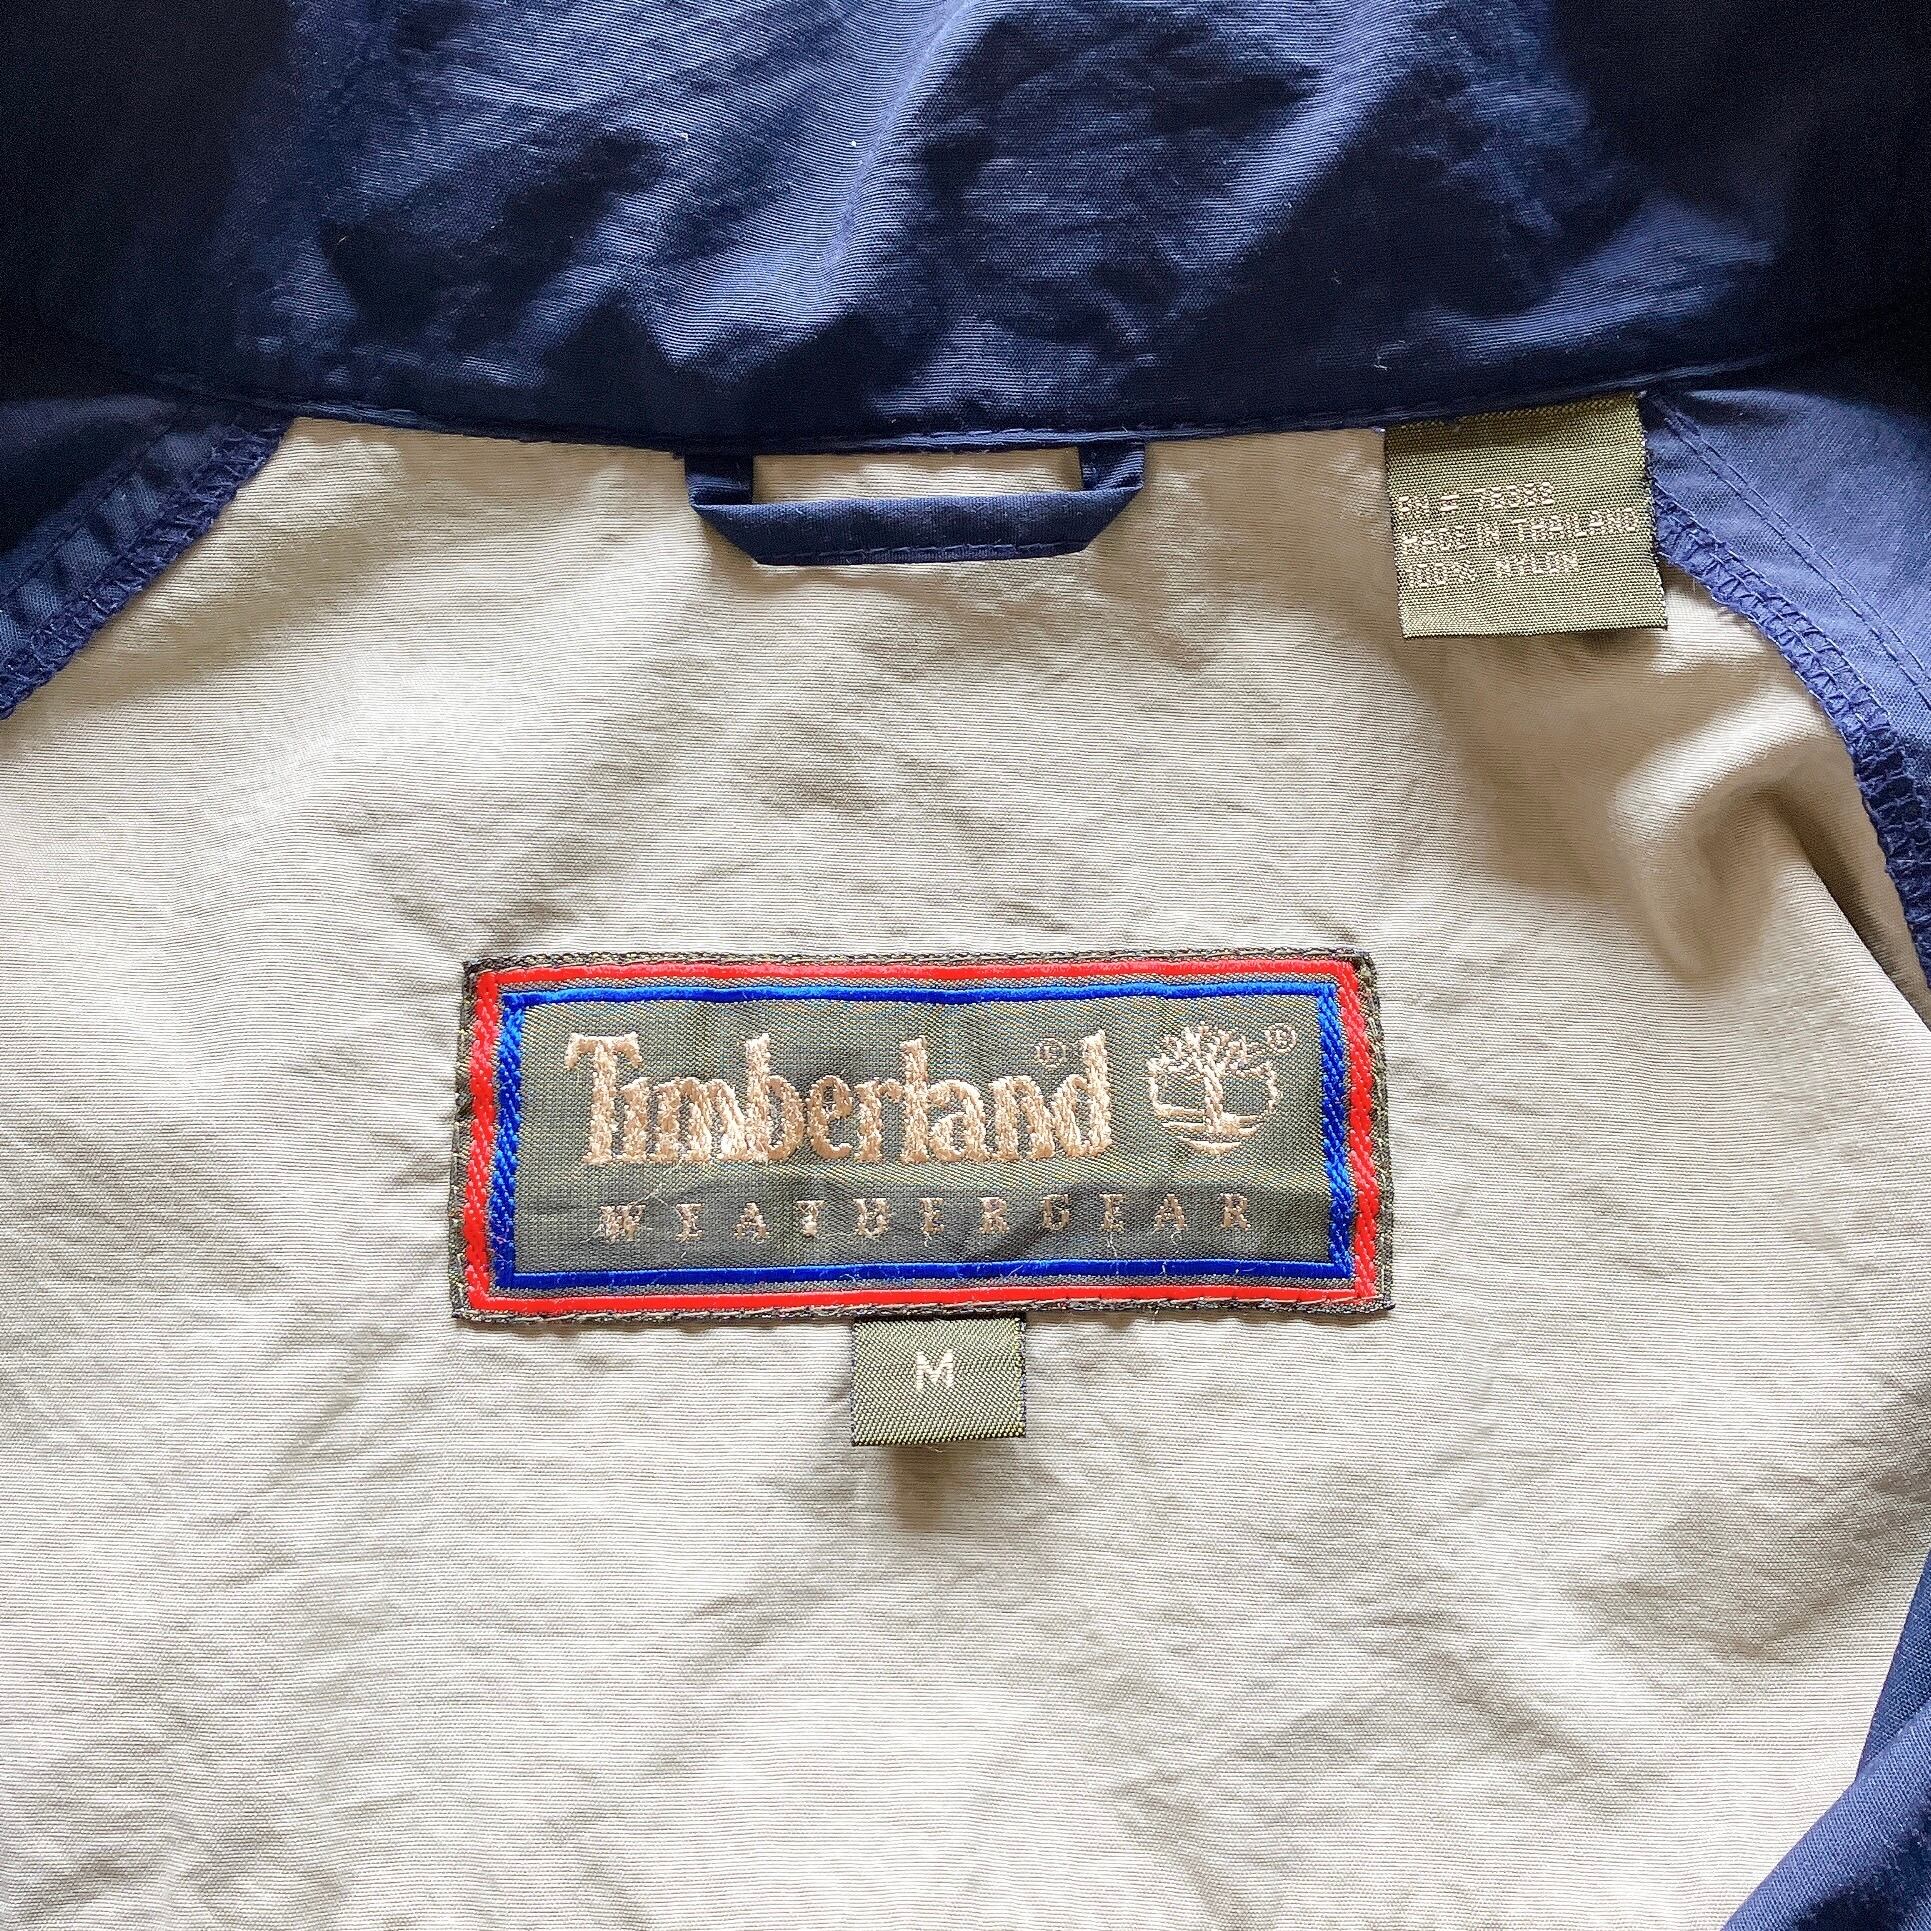 MADE IN THAILAND
100% NYLON
Timberland®
®
WEATHERGEAR
M